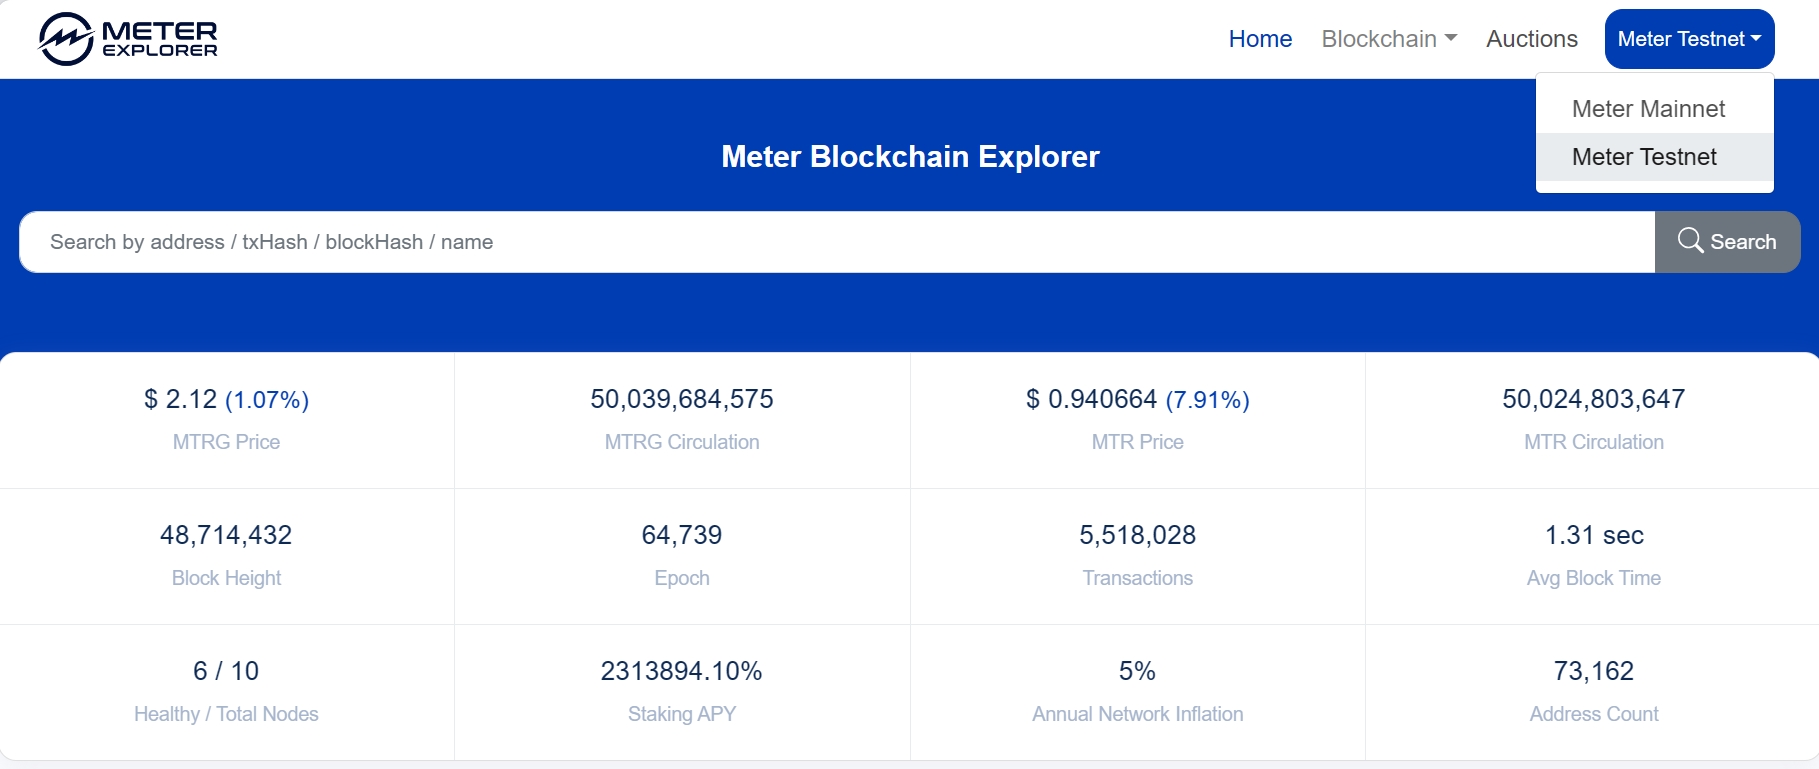 METER
EXPLORER
Home
Blockchain
Auctions
Meter Testnet
Meter Mainnet
Meter Testnet
Meter Blockchain Explorer
Search by address / txHash / blockHash / name
Search
$ 2.12 (1.07%)
MTRG Price
50,039,684,575
MTRG Circulation
$ 0.940664 (7.91%)
MTR Price
50,024,803,647
MTR Circulation
48,714,432
Block Height
64,739
Epoch
5,518,028
Transactions
1.31 sec
Avg Block Time
6 / 10
Healthy / Total Nodes
2313894.10%
Staking APY
5%
Annual Network Inflation
73,162
Address Count